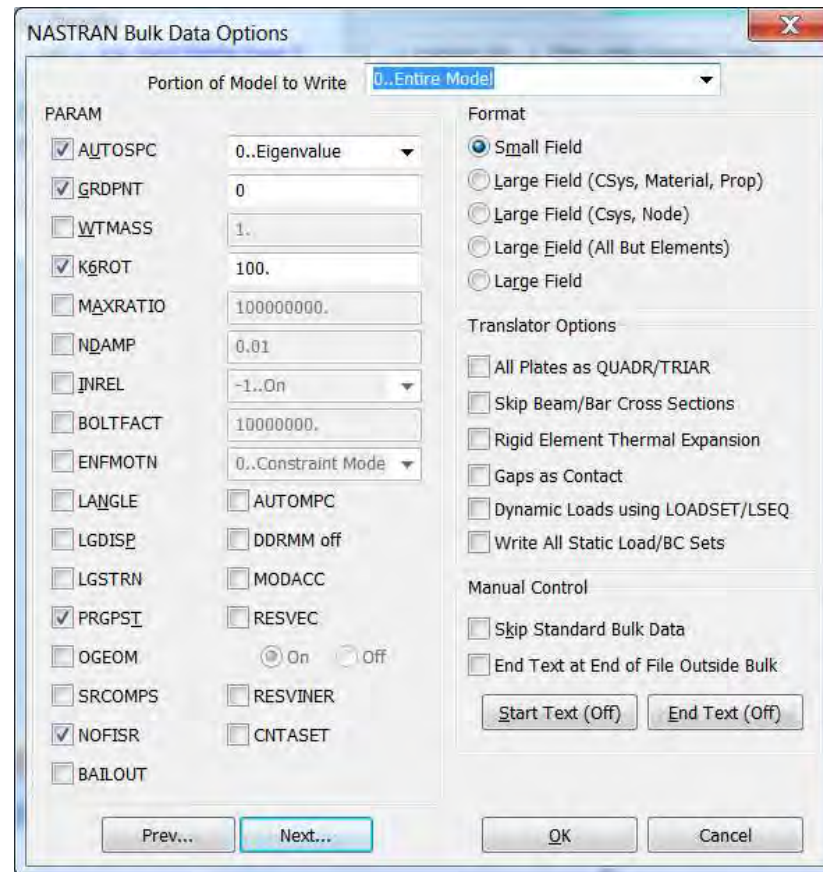 NASTRAN Bulk Data Options
Portion of Model to Write 0..Entire Model
PARAM
AUTOSPC 0..Eigenvalue
GRDPNT 0
WTMASS 1.
K6ROT 100.
MAXRATIO 100000000.
NDAMP 0.01
INREL -1..On
BOLTFACT 10000000.
ENFMOTN 0..Constraint Mode
LANGLE AUTOMPC
LGDISP DDRMM off
LGSTRN MODACC
PRGPST RESVEC
OGEOM On Off
SRCOMPS RESVINER
NOFISR CNTASET
BAILOUT
Format
Small Field
Large Field (CSys, Material, Prop)
Large Field (Csys, Node)
Large Field (All But Elements)
Large Field
Translator Options
All Plates as QUADR/TRIAR
Skip Beam/Bar Cross Sections
Rigid Element Thermal Expansion
Gaps as Contact
Dynamic Loads using LOADSET/LSEQ
Write All Static Load/BC Sets
Manual Control
Skip Standard Bulk Data
End Text at End of File Outside Bulk
Start Text (Off) End Text (Off)
Prev... Next... OK Cancel